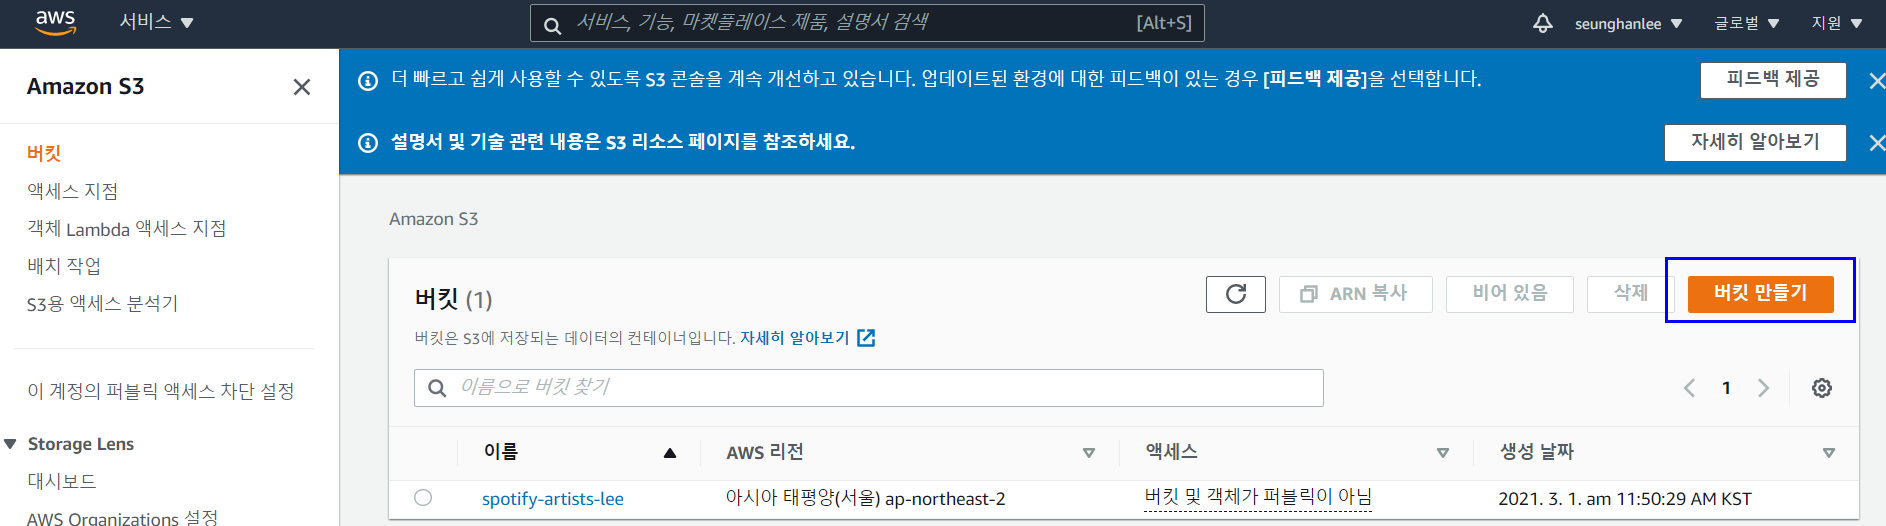 aws 서비스 서비스, 기능, 마켓플레이스 제품, 설명서 검색 [Alt+S] seunghanlee 글로벌 지원
Amazon S3
버킷
액세스 지점
객체 Lambda 액세스 지점
배치 작업
S3용 액세스 분석기
이 계정의 퍼블릭 액세스 차단 설정
Storage Lens
대시보드
AWS Organizations 설정
더 빠르고 쉽게 사용할 수 있도록 S3 콘솔을 계속 개선하고 있습니다. 업데이트된 환경에 대한 피드백이 있는 경우 [피드백 제공]을 선택합니다. 피드백 제공
설명서 및 기술 관련 내용은 S3 리소스 페이지를 참조하세요. 자세히 알아보기
Amazon S3
버킷 (1) ARN 복사 비어 있음 삭제 버킷 만들기
버킷은 S3에 저장되는 데이터의 컨테이너입니다. 자세히 알아보기
이름으로 버킷 찾기 1
이름 AWS 리전 액세스 생성 날짜
spotify-artists-lee 아시아 태평양(서울) ap-northeast-2 버킷 및 객체가 퍼블릭이 아님 2021. 3. 1. am 11:50:29 AM KST